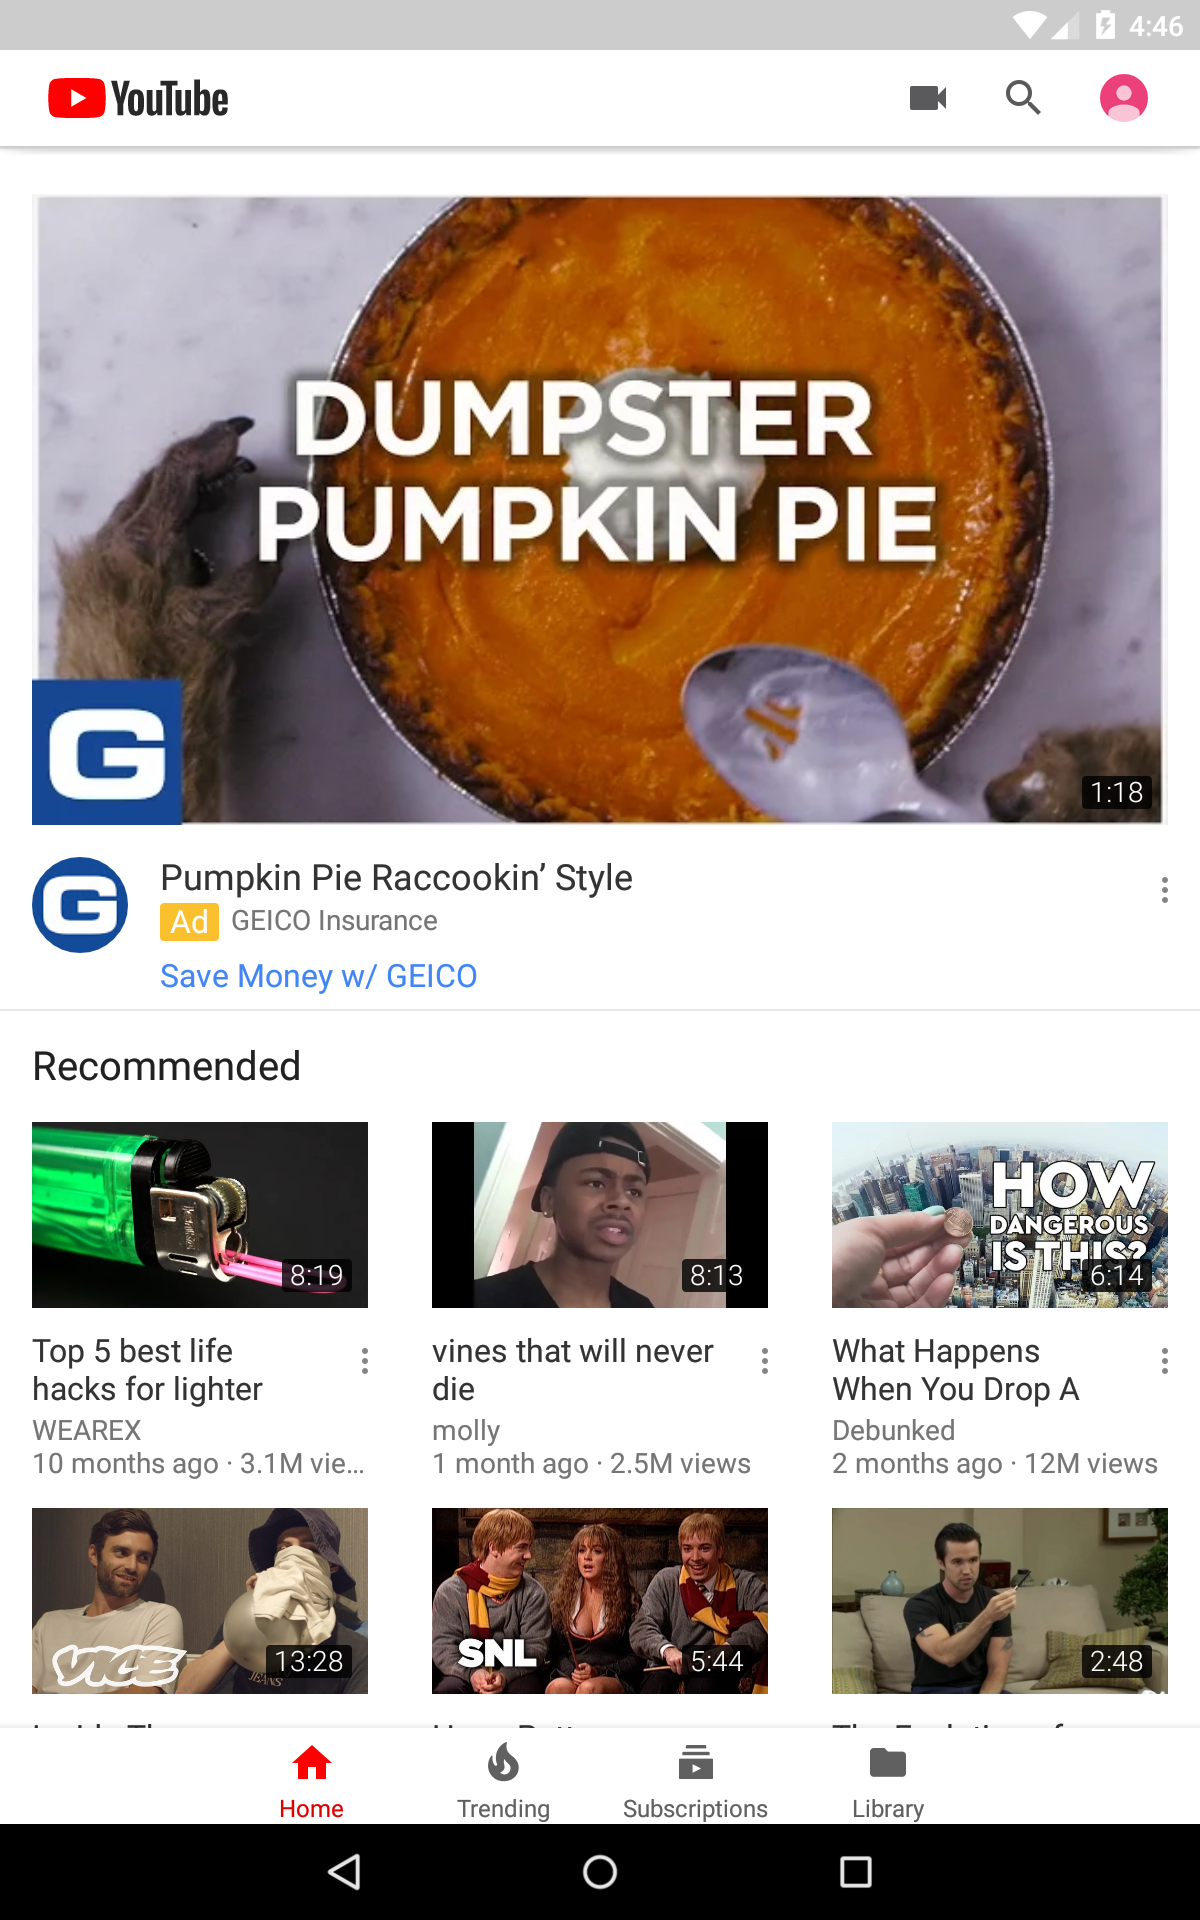 4:46
YouTube
DUMPSTER
PUMPKIN PIE
G
1:18
G
Pumpkin Pie Raccookin’ Style
Ad GEICO Insurance
Save Money w/ GEICO
Recommended
8:19
8:13
HOW
DANGEROUS
IS THIS?
6:14
Top 5 best life
hacks for lighter
WEAREX
10 months ago · 3.1M vie...
vines that will never
die
molly
1 month ago · 2.5M views
What Happens
When You Drop A
Debunked
2 months ago · 12M views
VICE
JEANS
13:28
SNL
5:44
2:48
Home
Trending
Subscriptions
Library